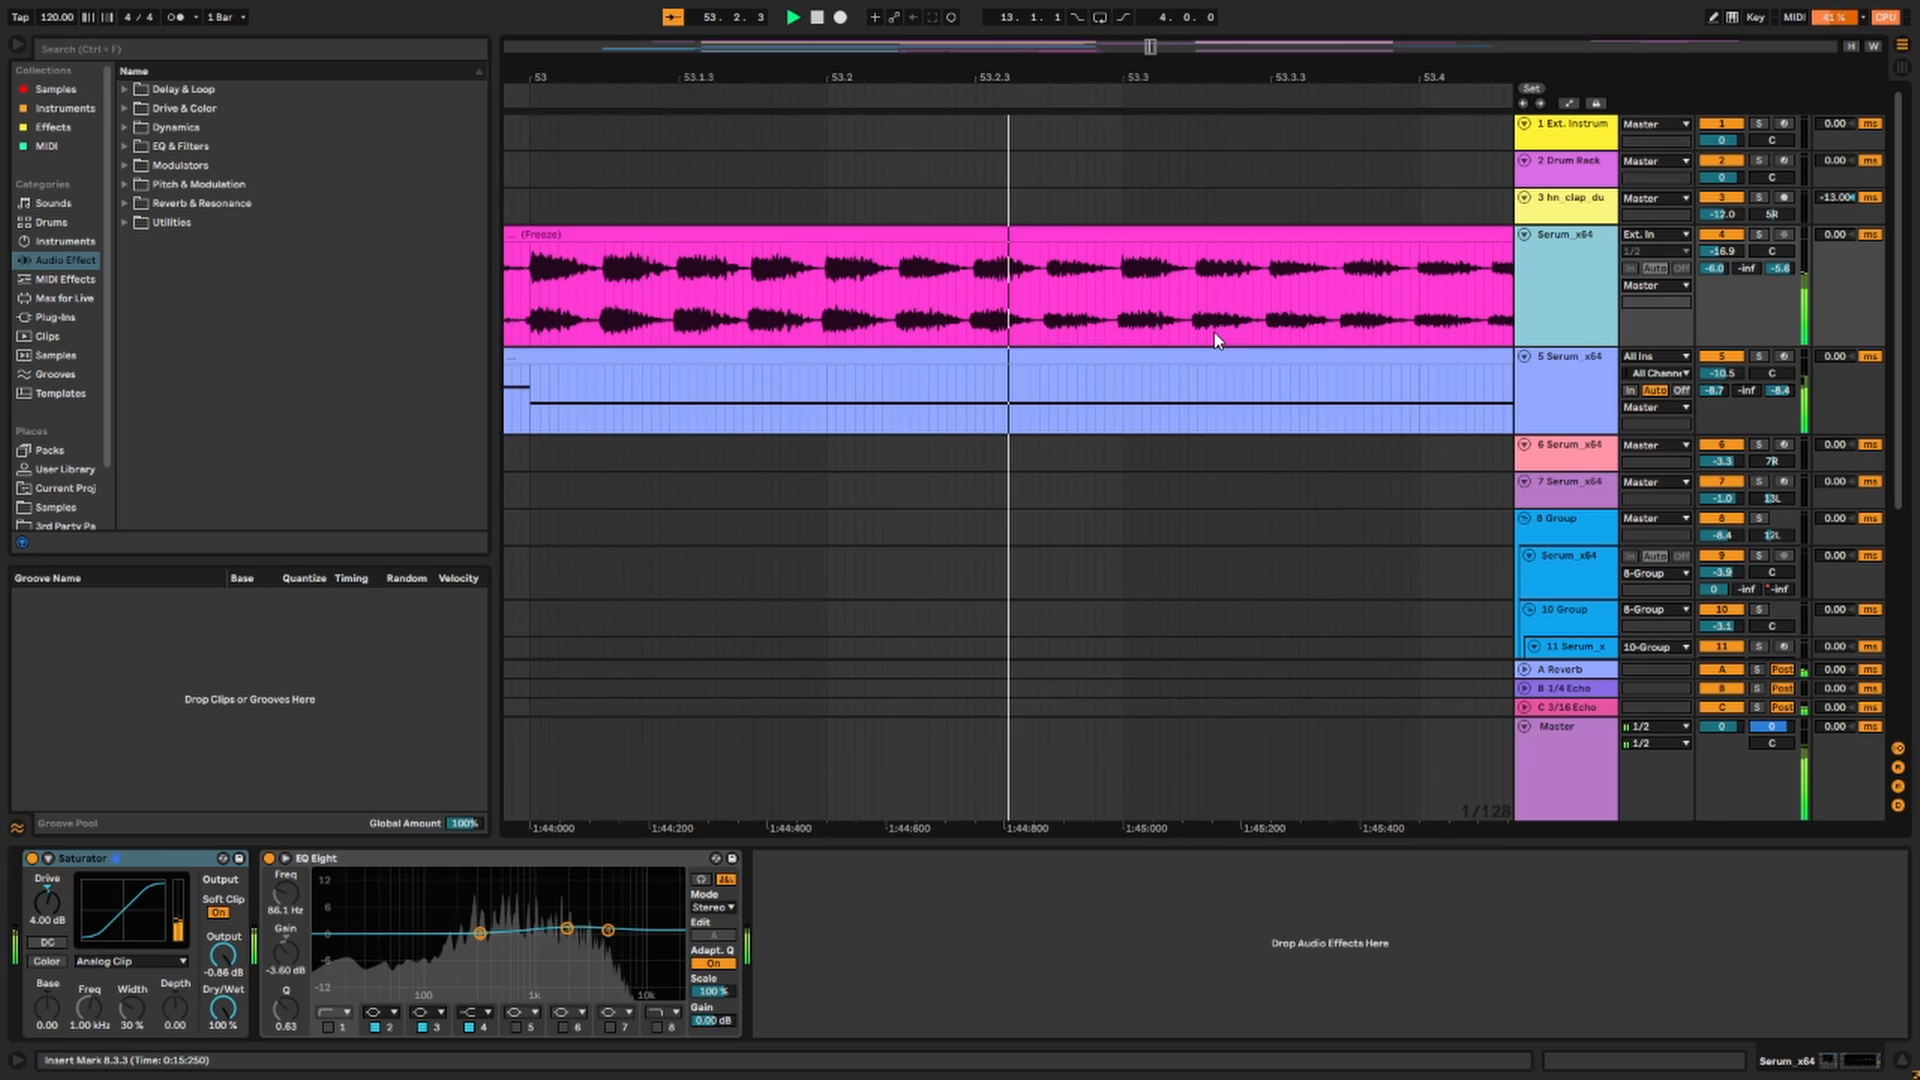 Tap 120.00 4 / 4 1 Bar 53. 2. 3 13. 1. 1 4. 0. 0 Key MIDI 41 % CPU
Search (Ctrl + F)
H W
Collections
Samples
Instruments
Effects
MIDI
Categories
Sounds
Drums
Instruments
Audio Effect
MIDI Effects
Max for Live
Plug-Ins
Clips
Samples
Grooves
Templates
Places
Packs
User Library
Current Proj
Samples
3rd Party Pa
Name
Delay & Loop
Drive & Color
Dynamics
EQ & Filters
Modulators
Pitch & Modulation
Reverb & Resonance
Utilities
Groove Name Base Quantize Timing Random Velocity
Drop Clips or Grooves Here
Groove Pool Global Amount 100%
53 53.1.3 53.2 53.2.3 53.3 53.3.3 53.4
... (Freeze)
...
1/128
1:44:000 1:44:200 1:44:400 1:44:600 1:44:800 1:45:000 1:45:200 1:45:400
Set
1 Ext. Instrum Master 1 S 0.00 ms
0 C
2 Drum Rack Master 2 S 0.00 ms
0 C
3 hn_clap_du Master 3 S -13.00 ms
-12.0 5R
Serum_x64 Ext. In 4 S 0.00 ms
1/2 -16.9 C
In Auto Off -6.0 -inf -5.6
Master
5 Serum_x64 All Ins 5 S 0.00 ms
All Channe -10.5 C
In Auto Off -8.7 -inf -8.4
Master
6 Serum_x64 Master 6 S 0.00 ms
-3.3 7R
7 Serum_x64 Master 7 S 0.00 ms
-1.0 13L
8 Group Master 8 S 0.00 ms
-8.4 12L
Serum_x64 In Auto Off 9 S 0.00 ms
8-Group -3.9 C
0 -inf -inf
10 Group 8-Group 10 S 0.00 ms
-3.1 C
11 Serum_x 10-Group 11 S 0.00 ms
A Reverb A S Post 0.00 ms
B 1/4 Echo B S Post 0.00 ms
C 3/16 Echo C S Post 0.00 ms
Master 1/2 0 0 0.00 ms
1/2 C
Saturator
Drive
4.00 dB
DC
Color Analog Clip
Base Freq Width Depth
0.00 1.00 kHz 30 % 0.00
Output
Soft Clip
On
Output
-0.86 dB
Dry/Wet
100 %
EQ Eight
Freq
86.1 Hz
Gain
-3.60 dB
Q
0.63
12
6
0
-6
-12
100 1k 10k
1 2 3 4 5 6 7 8
Mode
Stereo
Edit
A
Adapt. Q
On
Scale
100 %
Gain
0.00 dB
Drop Audio Effects Here
Insert Mark 8.3.3 (Time: 0:15:250)
Serum_x64